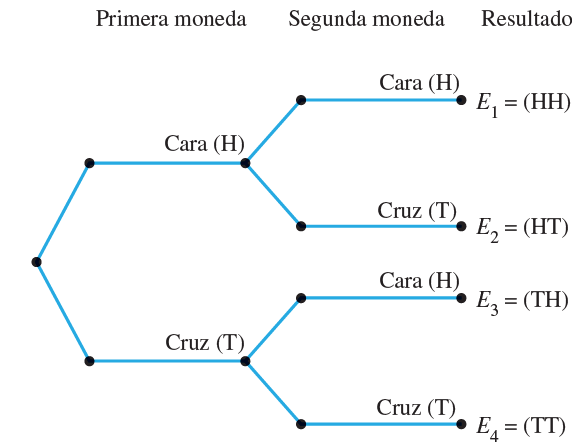 Primera moneda Segunda moneda Resultado
Cara (H)
E1 = (HH)
Cara (H)
Cruz (T)
E2 = (HT)
Cara (H)
E3 = (TH)
Cruz (T)
Cruz (T)
E4 = (TT)